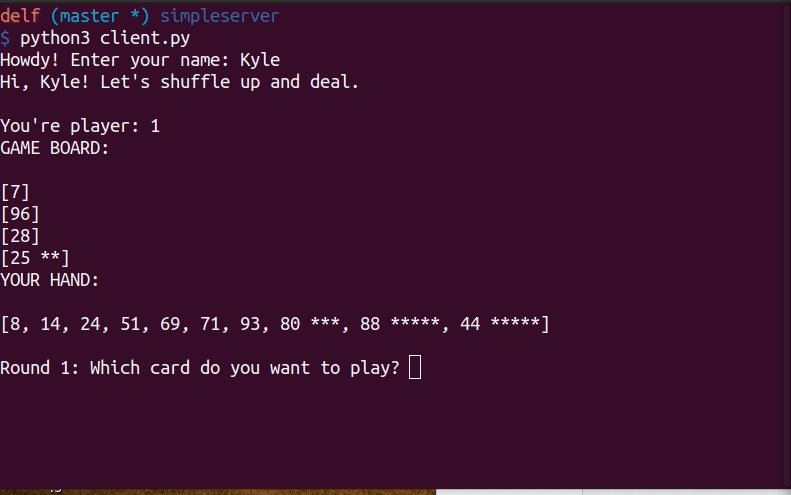 delf (master *) simpleserver
$ python3 client.py
Howdy! Enter your name: Kyle
Hi, Kyle! Let's shuffle up and deal.
You're player: 1
GAME BOARD:
[7]
[96]
[28]
[25 **]
YOUR HAND:
[8, 14, 24, 51, 69, 71, 93, 80 ***, 88 *****, 44 *****]
Round 1: Which card do you want to play?